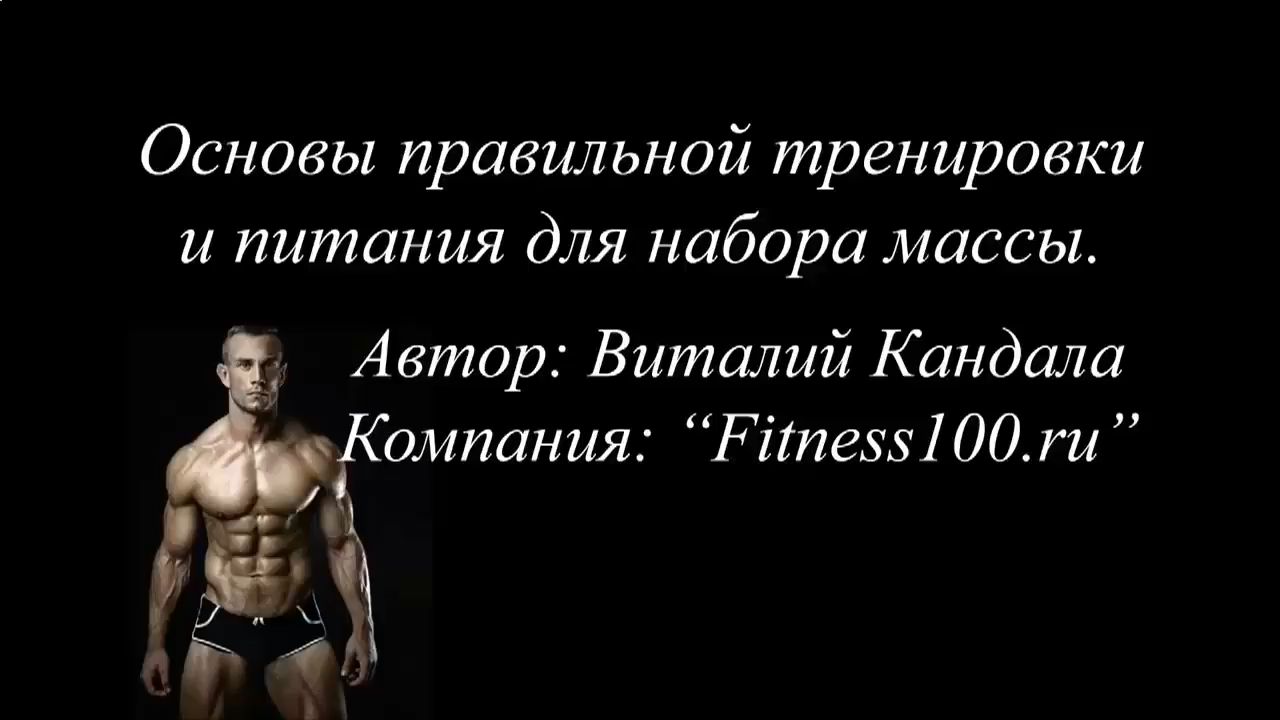 Основы правильной тренировки
и питания для набора массы.
Автор: Виталий Кандала
Компания: “Fitness100.ru”